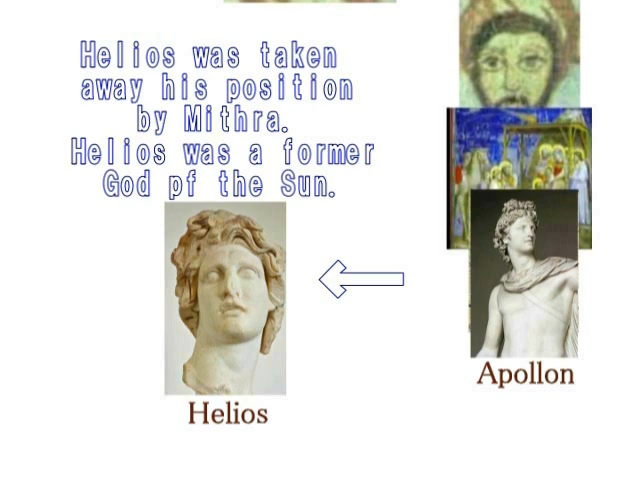 Helios was taken
away his position
by Mithra.
Helios was a former
God pf the Sun.
Apollon
Helios